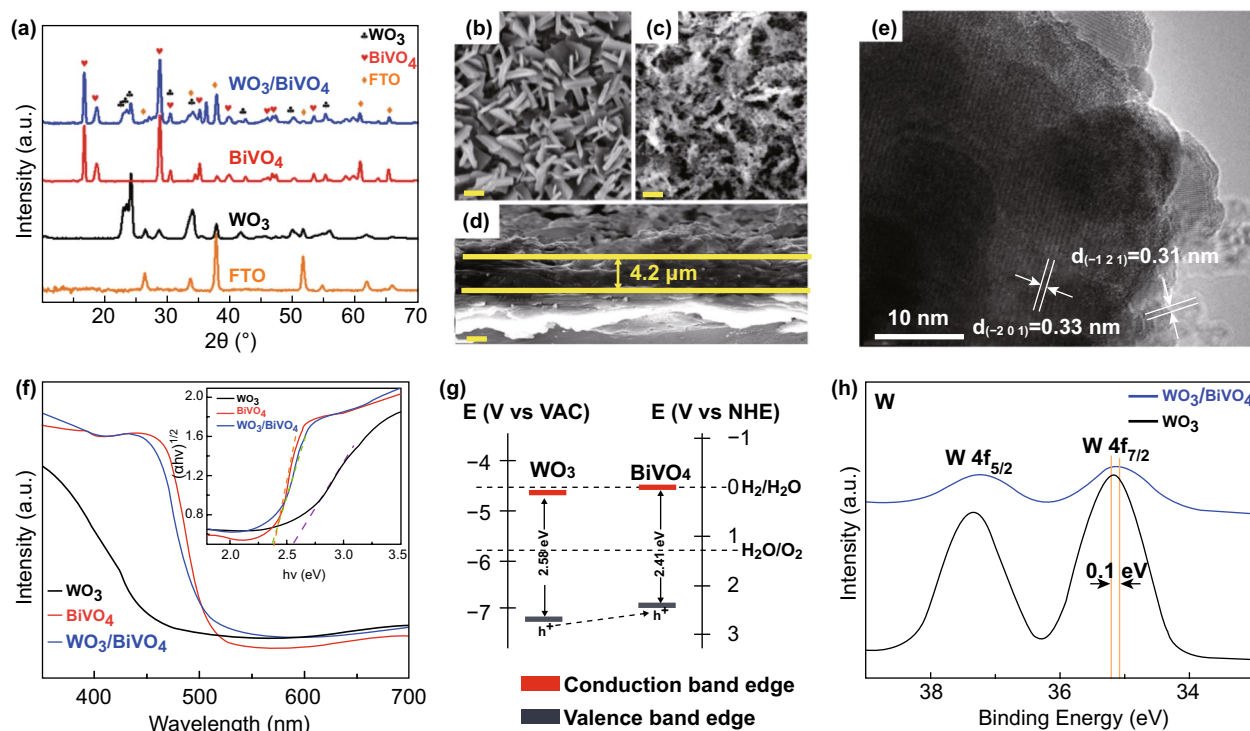 (a)
WO3
BiVO4
FTO
WO3/BiVO4
BiVO4
WO3
FTO
Intensity (a.u.)
10 20 30 40 50 60 70
2θ (°)
(b)
(c)
(d)
4.2 μm
(e)
d(−1 2 1)=0.31 nm
d(−2 0 1)=0.33 nm
10 nm
(f)
Intensity (a.u.)
WO3
BiVO4
WO3/BiVO4
400 500 600 700
Wavelength (nm)
(αhv)1/2
2.0
1.6
1.2
0.8
WO3
BiVO4
WO3/BiVO4
2.0 2.5 3.0 3.5
hv (eV)
(g)
E (V vs VAC) E (V vs NHE)
−4
−5
−6
−7
WO3
BiVO4
2.58 eV
2.41 eV
h+
h+
−1
0
1
2
3
H2/H2O
H2O/O2
Conduction band edge
Valence band edge
(h)
W
WO3/BiVO4
WO3
W 4f5/2
W 4f7/2
0.1 eV
Intensity (a.u.)
38 36 34
Binding Energy (eV)